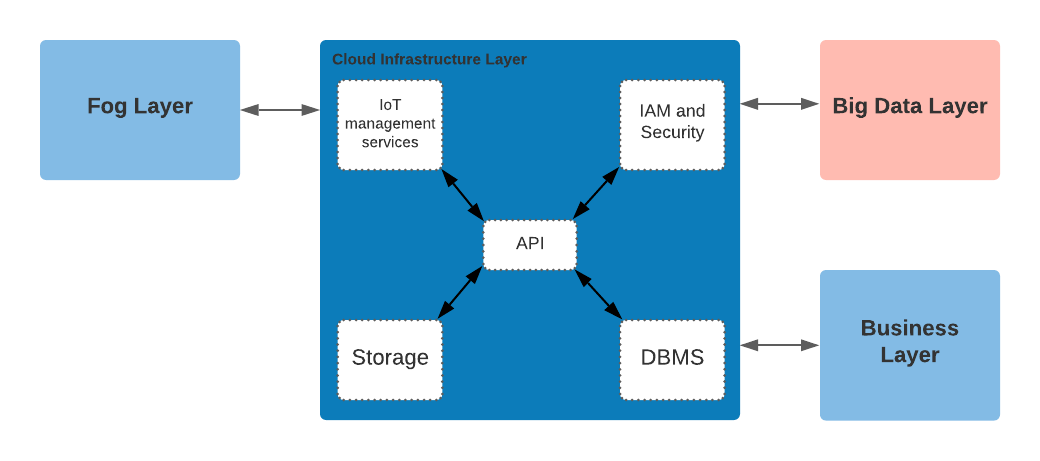 Cloud Infrastructure Layer
Fog Layer
IoT
management
services
IAM and
Security
Big Data Layer
API
Storage
DBMS
Business
Layer